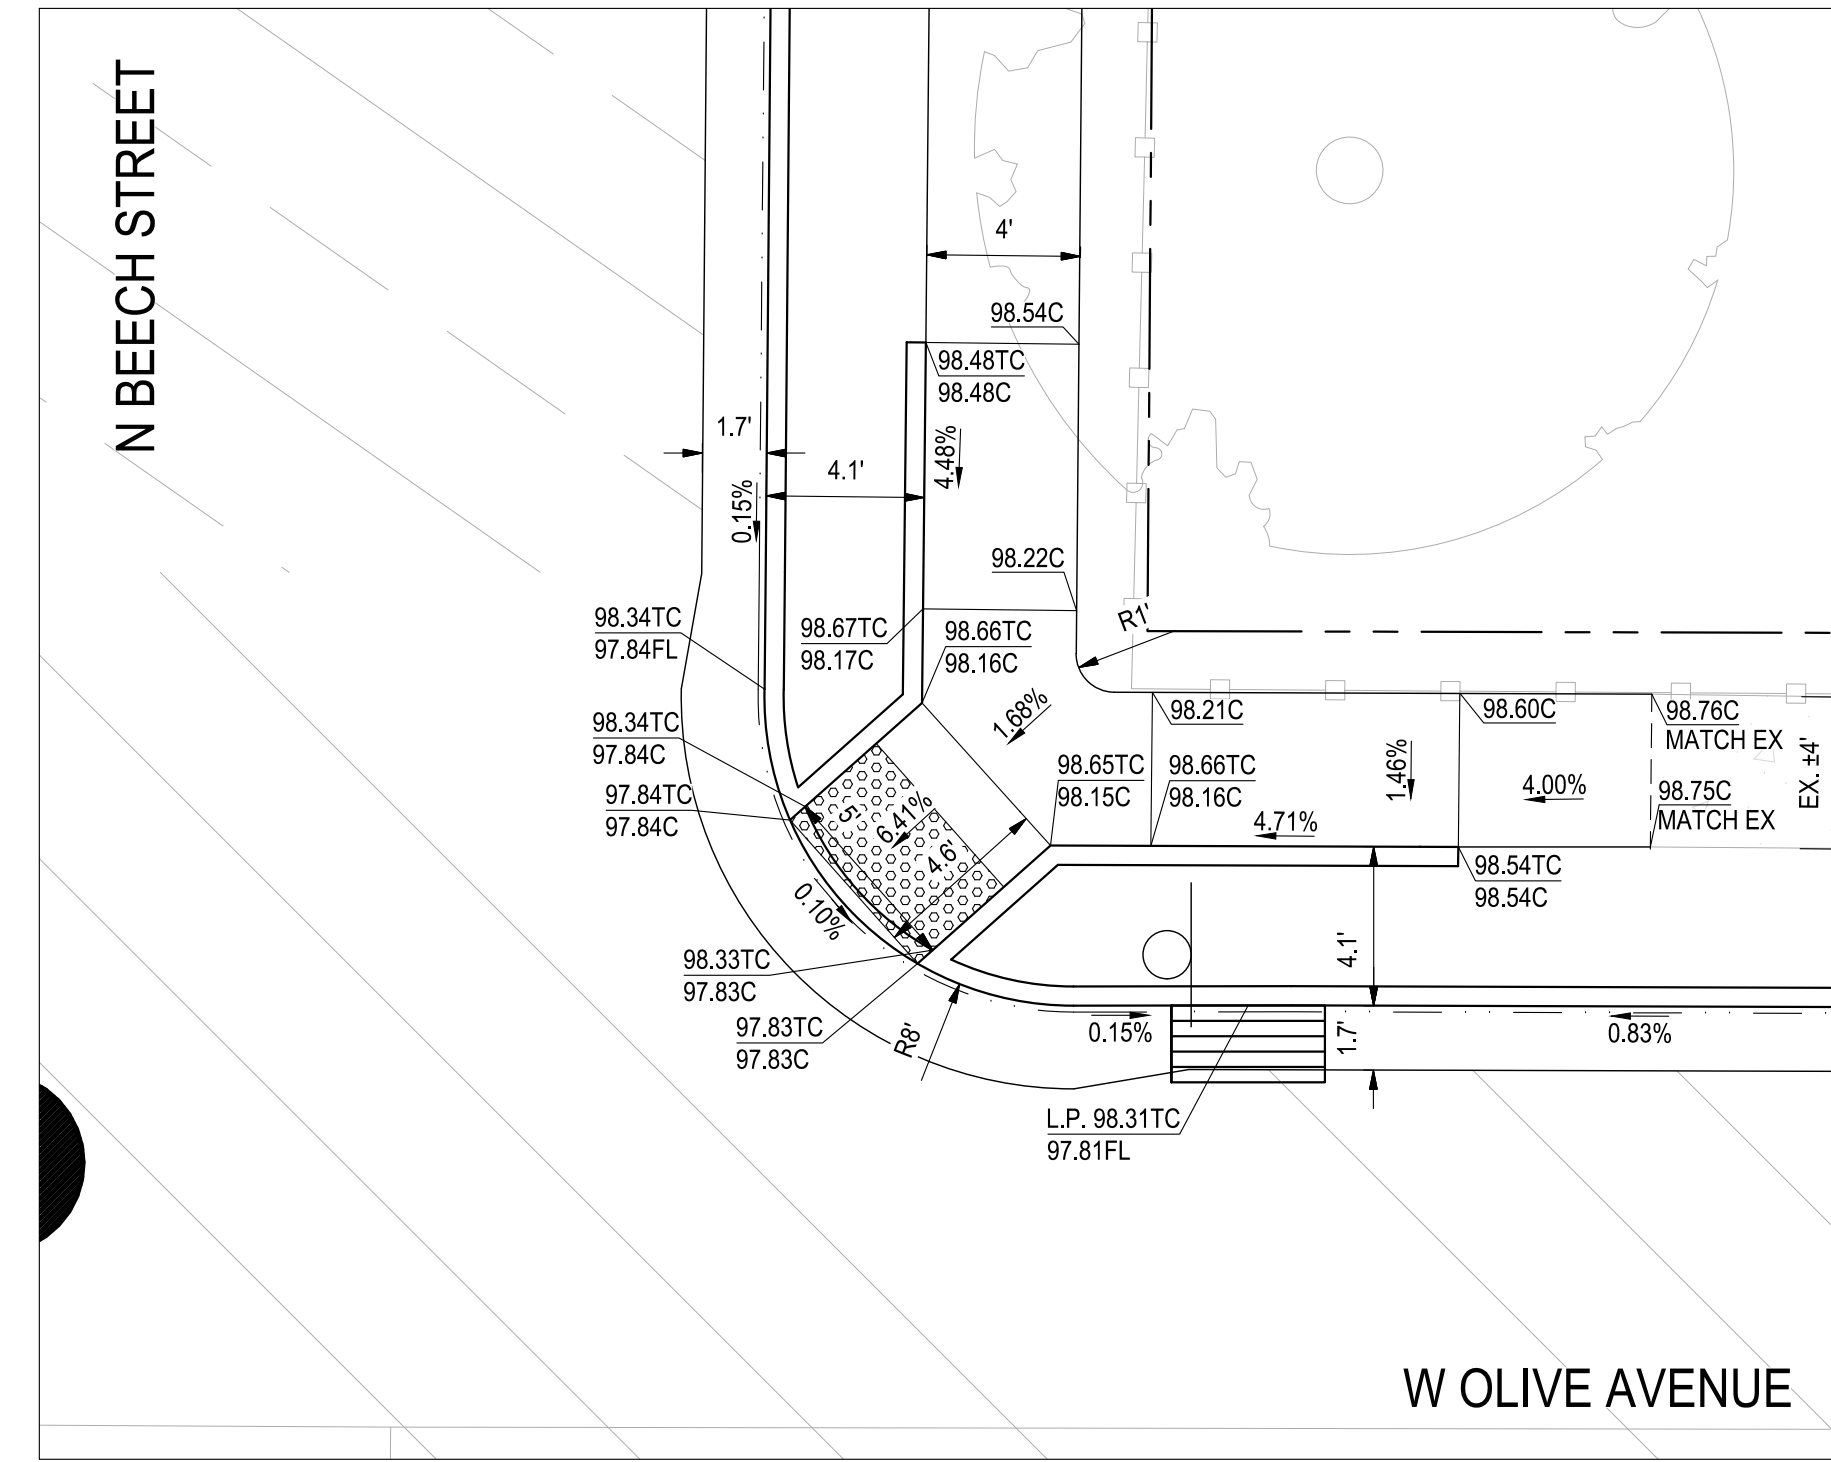 N BEECH STREET
4'
98.54C
98.48TC
98.48C
1.7'
4.1'
4.48%
0.15%
98.22C
R1'
98.34TC
97.84FL
98.67TC
98.17C
98.66TC
98.16C
1.68%
98.21C
98.60C
98.76C
MATCH EX
EX. ±4'
98.34TC
97.84C
98.65TC
98.15C
98.66TC
98.16C
1.46%
4.00%
98.75C
MATCH EX
97.84TC
97.84C
5'
6.41%
4.6'
4.71%
98.54TC
98.54C
0.10%
4.1'
98.33TC
97.83C
97.83TC
97.83C
R8'
0.15%
1.7'
0.83%
L.P. 98.31TC
97.81FL
W OLIVE AVENUE